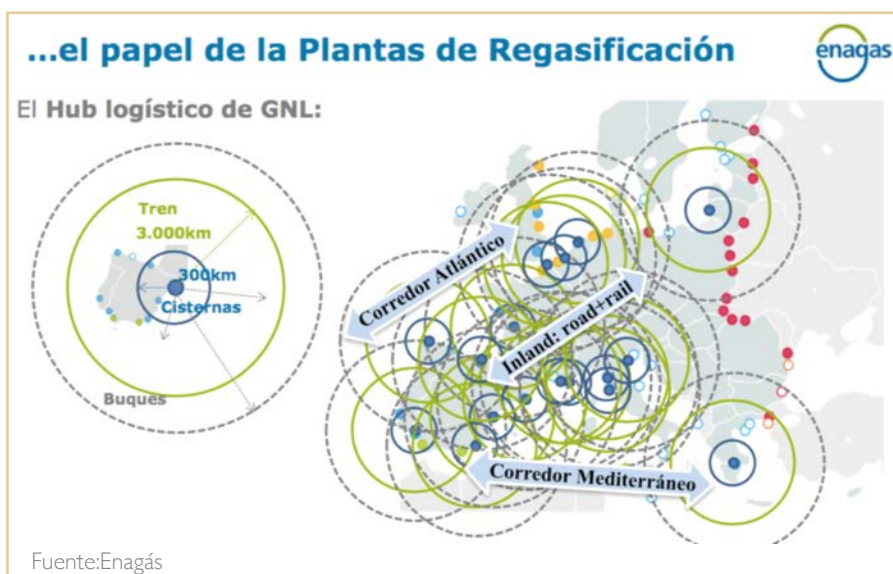 ...el papel de la Plantas de Regasificación
enagas
El Hub logístico de GNL:
Tren
3.000km
300km
Cisternas
Buques
Corredor Atlántico
Inland: road+rail
Corredor Mediterráneo
Fuente:Enagás